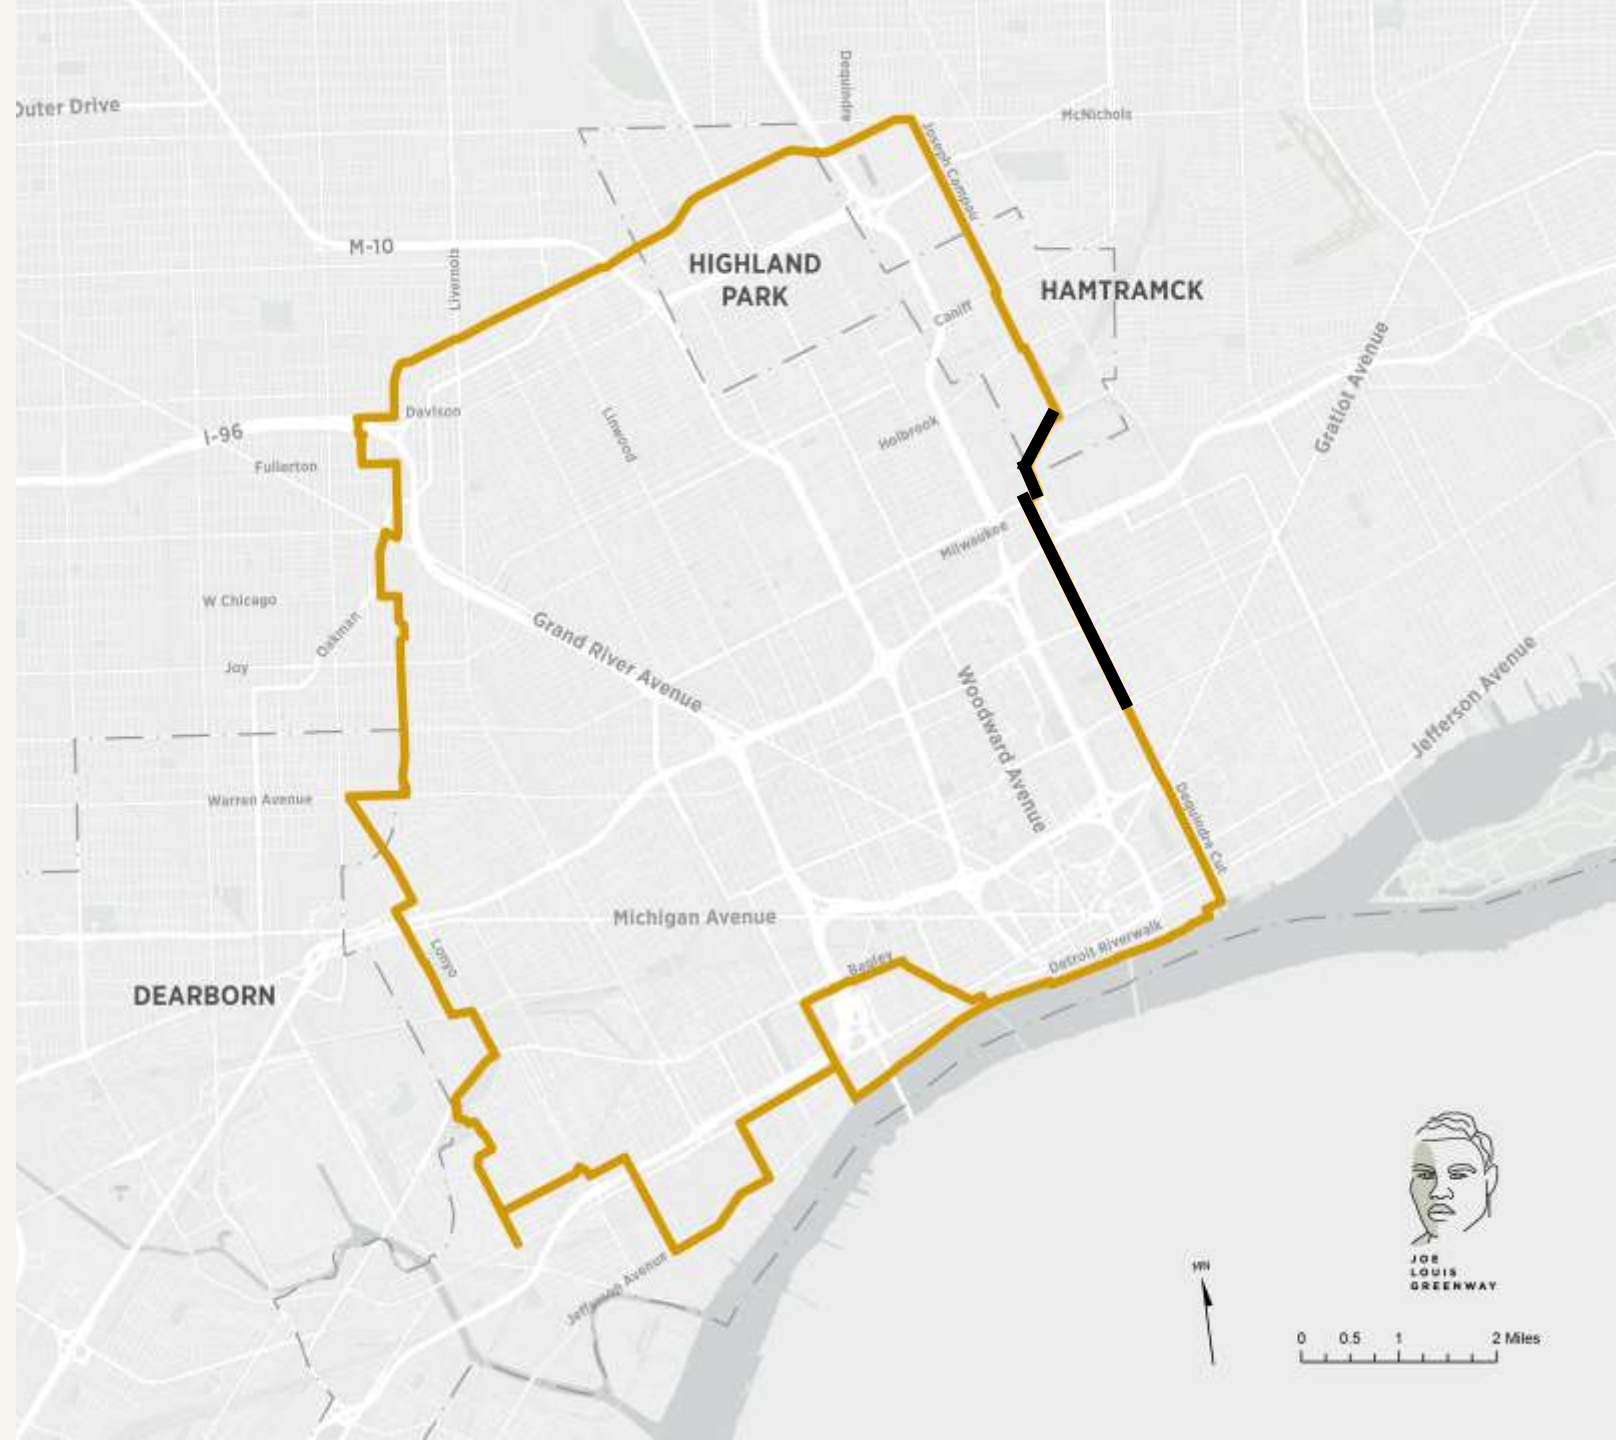 Dequindre
Outer Drive
McNichols
Joseph Campau
M-10
Livernois
HIGHLAND
PARK
HAMTRAMCK
Caniff
Gratiot Avenue
Davison
I-96
Linwood
Holbrook
Fullerton
Milwaukee
W Chicago
Oakman
Grand River Avenue
Joy
Woodward Avenue
Jefferson Avenue
Warren Avenue
Dequindre Cut
Michigan Avenue
Lonyo
Bagley
Detroit Riverwalk
DEARBORN
Jefferson Avenue
MN
JOE
LOUIS
GREENWAY
0 0.5 1 2 Miles